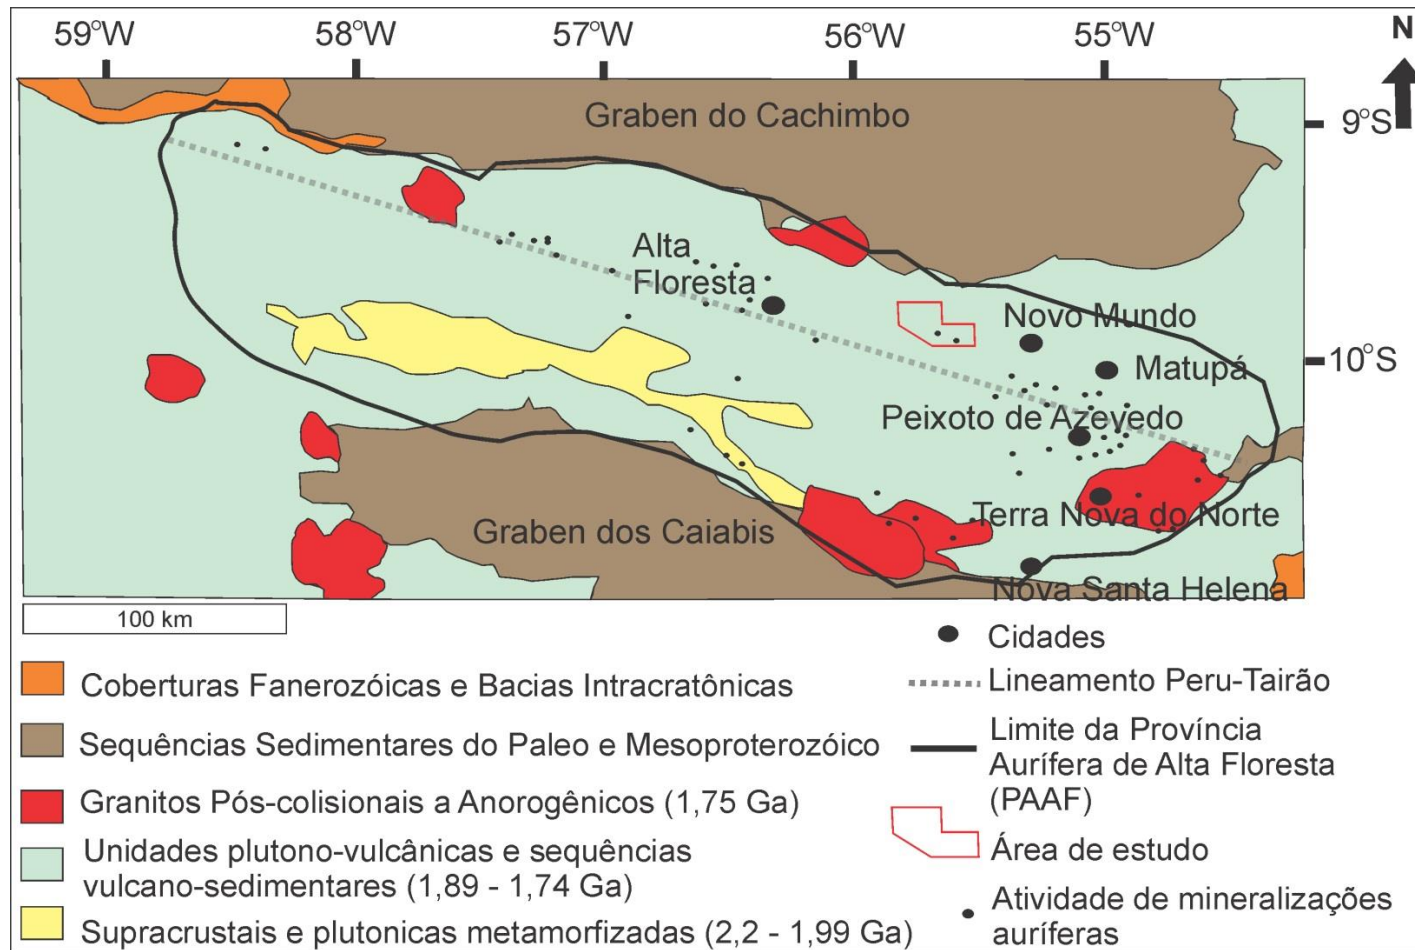 59°W 58°W 57°W 56°W 55°W N
Graben do Cachimbo
9°S
Alta
Floresta
Novo Mundo
10°S
Matupá
Peixoto de Azevedo
Terra Nova do Norte
Graben dos Caiabis
Nova Santa Helena
100 km
Cidades
Lineamento Peru-Tairão
Limite da Província
Aurífera de Alta Floresta
(PAAF)
Área de estudo
Atividade de mineralizações
auríferas
Coberturas Fanerozóicas e Bacias Intracratônicas
Sequências Sedimentares do Paleo e Mesoproterozóico
Granitos Pós-colisionais a Anorogênicos (1,75 Ga)
Unidades plutono-vulcânicas e sequências
vulcano-sedimentares (1,89 - 1,74 Ga)
Supracrustais e plutonicas metamorfizadas (2,2 - 1,99 Ga)